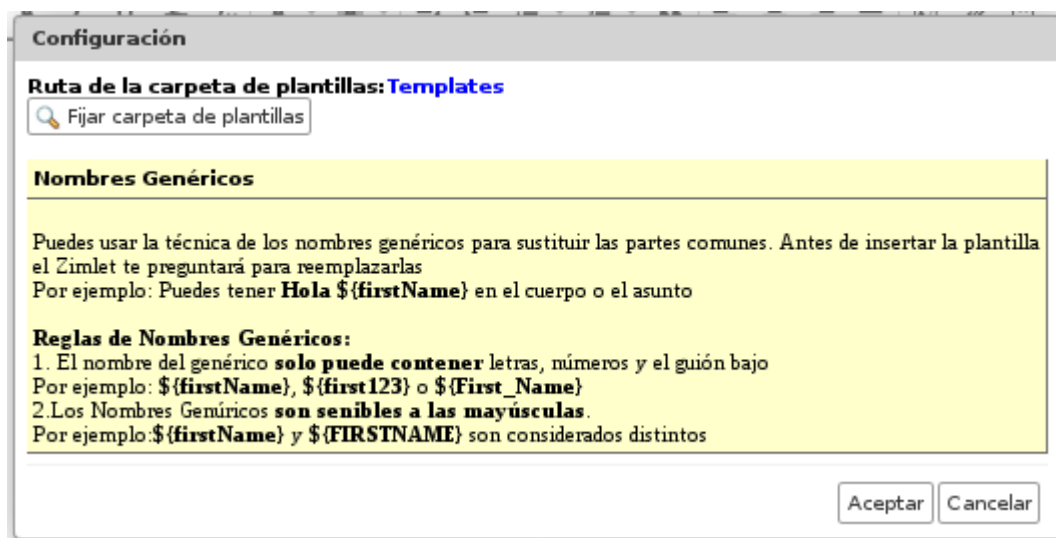 Configuración
Ruta de la carpeta de plantillas:Templates
Fijar carpeta de plantillas
Nombres Genéricos
Puedes usar la técnica de los nombres genéricos para sustituir las partes comunes. Antes de insertar la plantilla
el Zimlet te preguntará para reemplazarlas
Por ejemplo: Puedes tener Hola ${firstName} en el cuerpo o el asunto
Reglas de Nombres Genéricos:
1. El nombre del genérico solo puede contener letras, números y el guión bajo
Por ejemplo: ${firstName}, ${first123} o ${First_Name}
2.Los Nombres Genúricos son senibles a las mayúsculas.
Por ejemplo:${firstName} y ${FIRSTNAME} son considerados distintos
Aceptar Cancelar